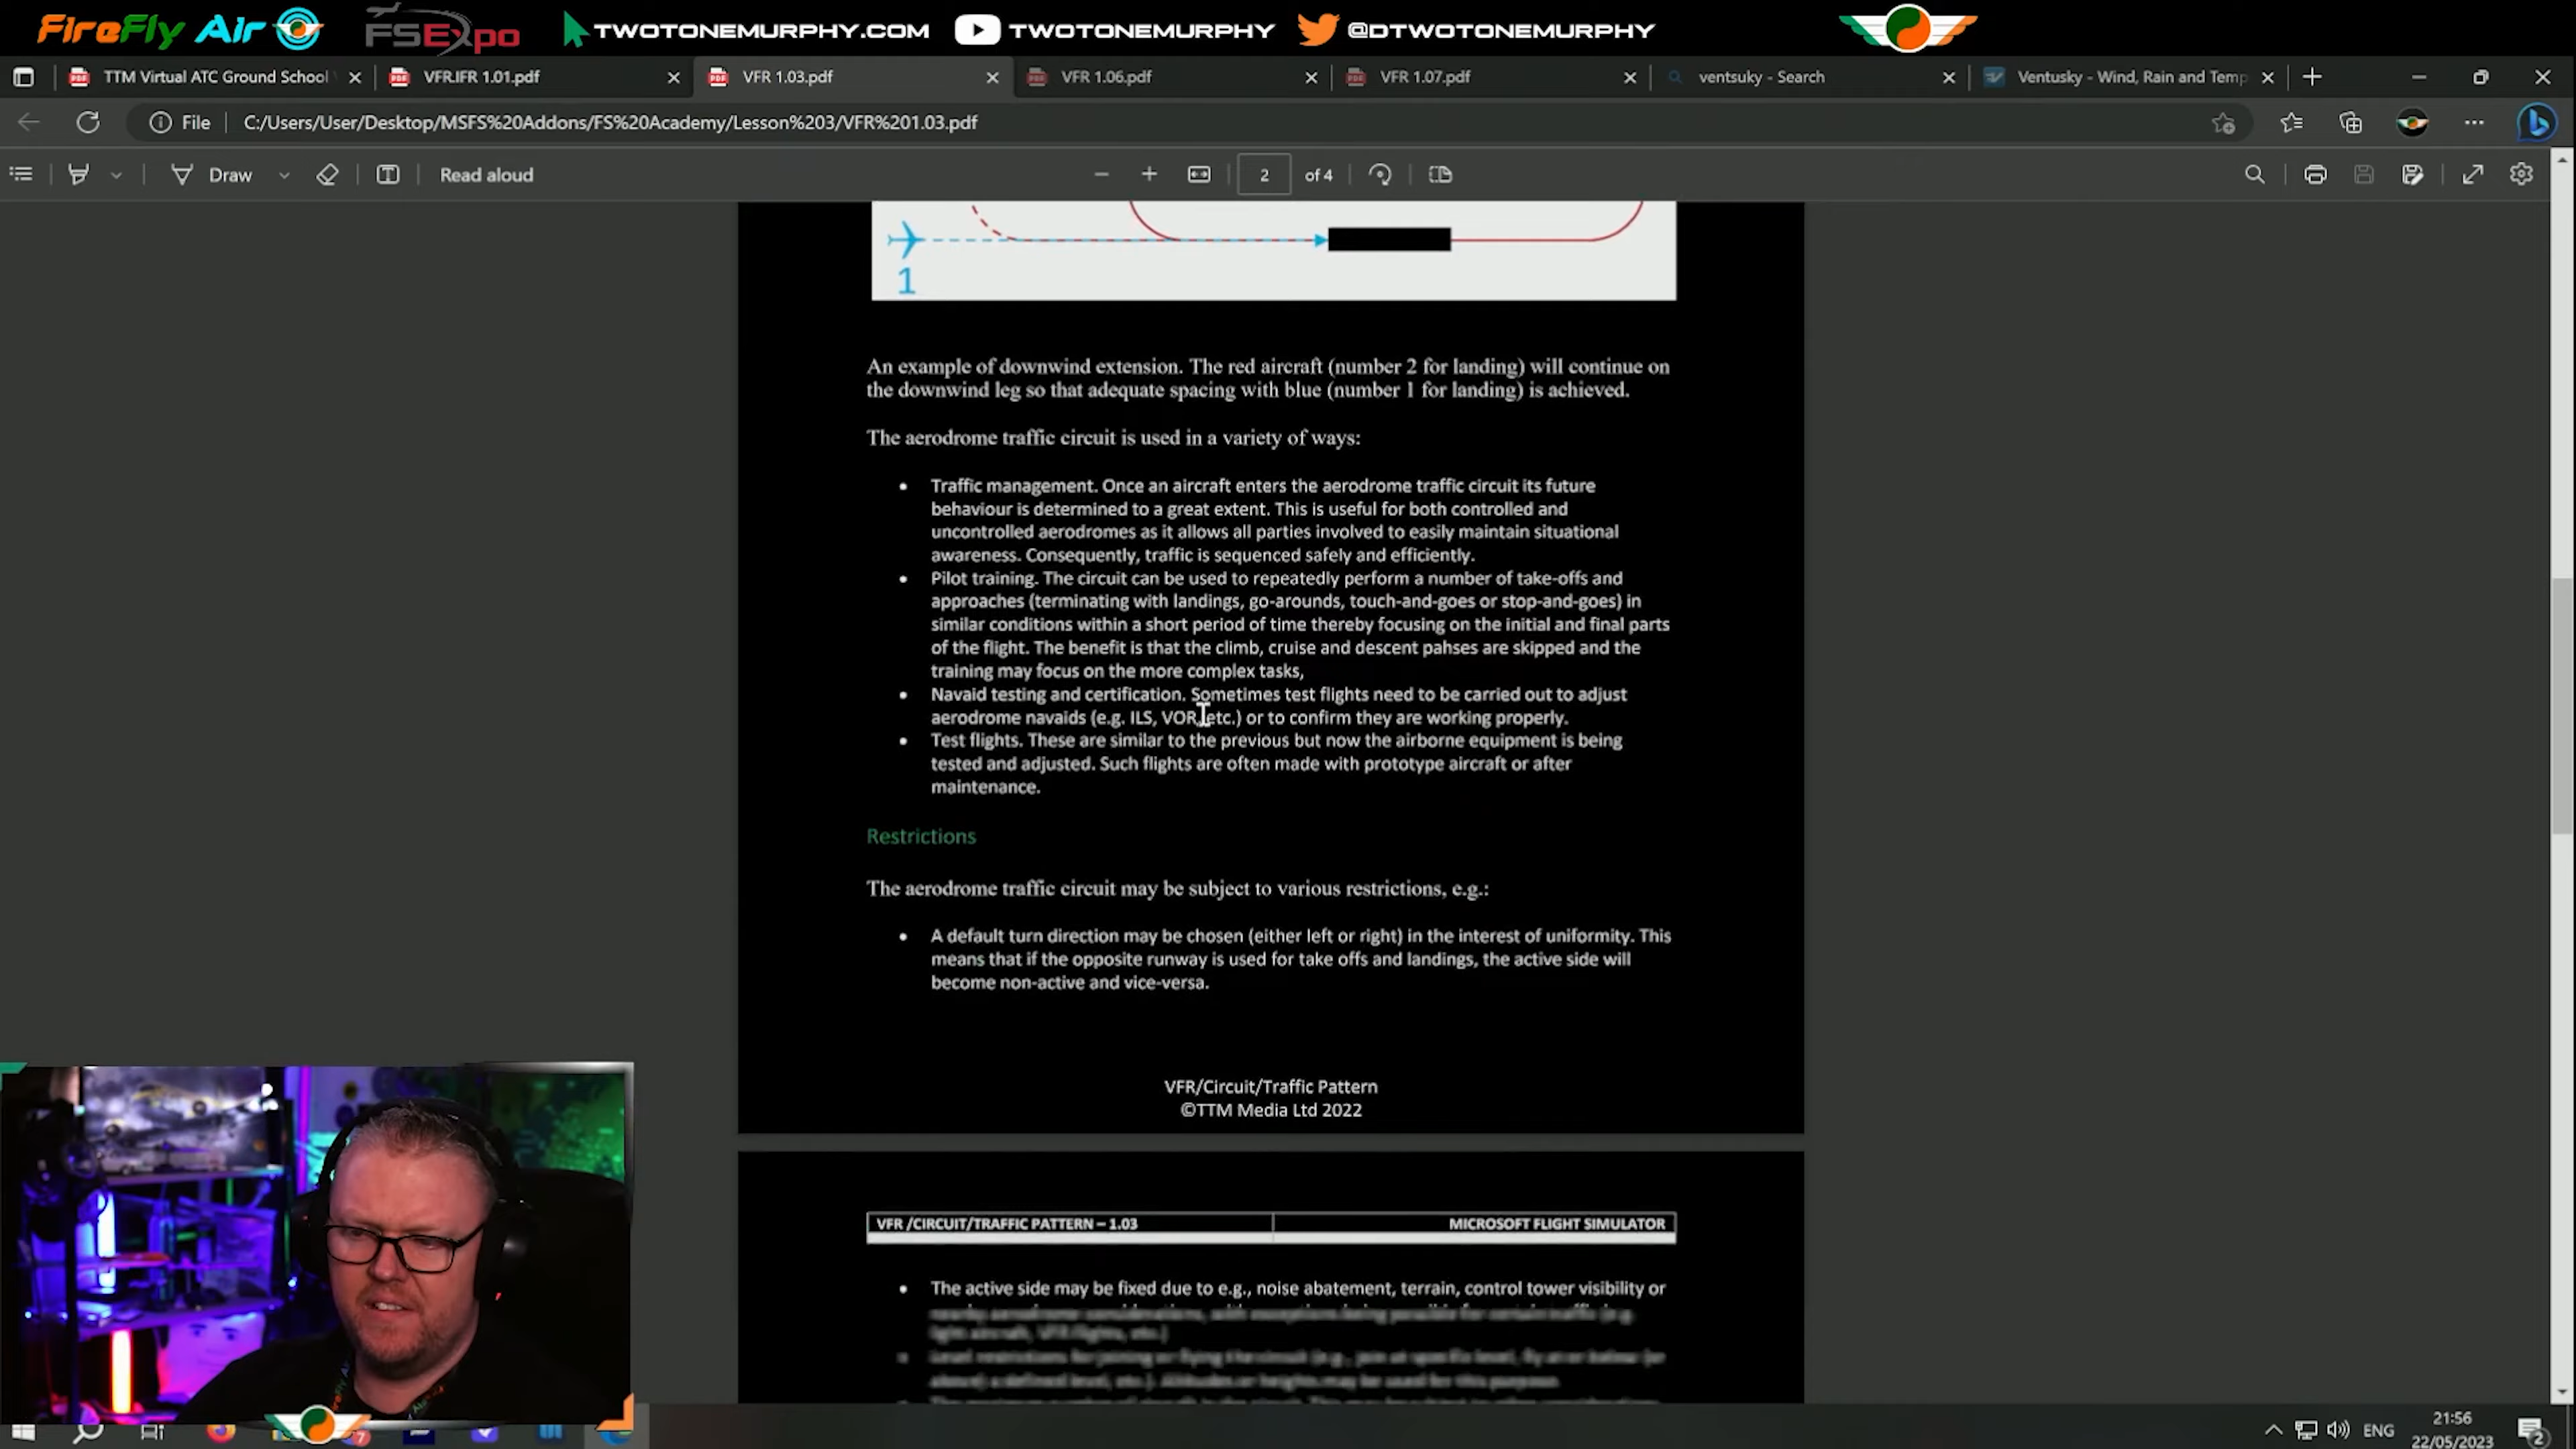 FireFly Air FSExpo TWOTONEMURPHY.COM TWOTONEMURPHY @DTWOTONEMURPHY
TTM Virtual ATC Ground School VFR.IFR 1.01.pdf VFR 1.03.pdf VFR 1.06.pdf VFR 1.07.pdf ventsuky - Search Ventusky - Wind, Rain and Temp
File C:/Users/User/Desktop/MSFS%20Addons/FS%20Academy/Lesson%203/VFR%201.03.pdf
Draw Read aloud 2 of 4
1
An example of downwind extension. The red aircraft (number 2 for landing) will continue on
the downwind leg so that adequate spacing with blue (number 1 for landing) is achieved.
The aerodrome traffic circuit is used in a variety of ways:
• Traffic management. Once an aircraft enters the aerodrome traffic circuit its future
behaviour is determined to a great extent. This is useful for both controlled and
uncontrolled aerodromes as it allows all parties involved to easily maintain situational
awareness. Consequently, traffic is sequenced safely and efficiently.
• Pilot training. The circuit can be used to repeatedly perform a number of take-offs and
approaches (terminating with landings, go-arounds, touch-and-goes or stop-and-goes) in
similar conditions within a short period of time thereby focusing on the initial and final parts
of the flight. The benefit is that the climb, cruise and descent pahses are skipped and the
training may focus on the more complex tasks,
• Navaid testing and certification. Sometimes test flights need to be carried out to adjust
aerodrome navaids (e.g. ILS, VOR, etc.) or to confirm they are working properly.
• Test flights. These are similar to the previous but now the airborne equipment is being
tested and adjusted. Such flights are often made with prototype aircraft or after
maintenance.
Restrictions
The aerodrome traffic circuit may be subject to various restrictions, e.g.:
• A default turn direction may be chosen (either left or right) in the interest of uniformity. This
means that if the opposite runway is used for take offs and landings, the active side will
become non-active and vice-versa.
VFR/Circuit/Traffic Pattern
©TTM Media Ltd 2022
VFR /CIRCUIT/TRAFFIC PATTERN – 1.03 MICROSOFT FLIGHT SIMULATOR
• The active side may be fixed due to e.g., noise abatement, terrain, control tower visibility or
light aircraft, VFR flights, etc.)
ENG 21:56
22/05/2023